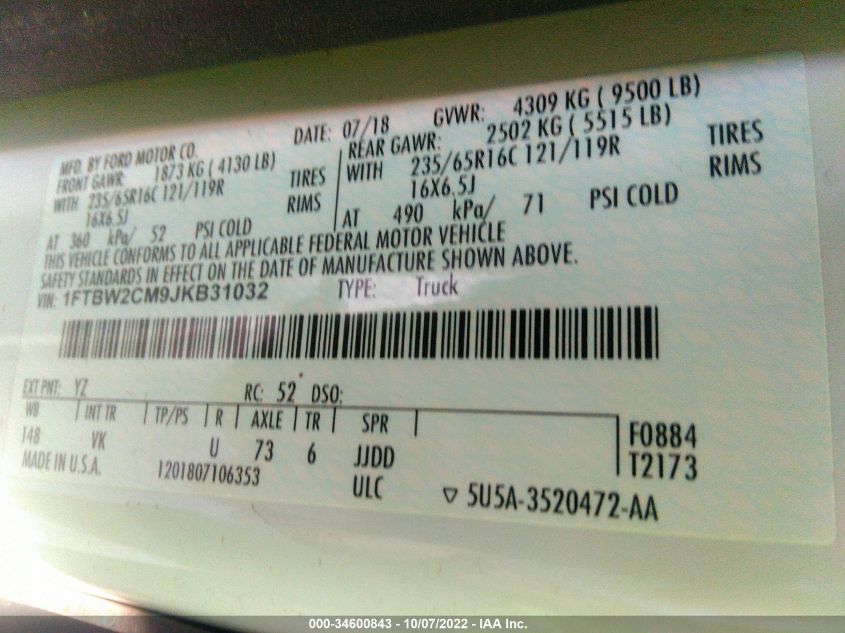 MFD. BY FORD MOTOR CO.
DATE: 07/18
GVWR: 4309 KG ( 9500 LB)
FRONT GAWR: 1873 KG ( 4130 LB)
WITH 235/65R16C 121/119R TIRES
16X6.5J RIMS
AT 360 kPa/ 52 PSI COLD
REAR GAWR: 2502 KG ( 5515 LB)
WITH 235/65R16C 121/119R TIRES
16X6.5J RIMS
AT 490 kPa/ 71 PSI COLD
THIS VEHICLE CONFORMS TO ALL APPLICABLE FEDERAL MOTOR VEHICLE
SAFETY STANDARDS IN EFFECT ON THE DATE OF MANUFACTURE SHOWN ABOVE.
VIN: 1FTBW2CM9JKB31032 TYPE: Truck
EXT PNT: YZ RC: 52 DSO:
WB INT TR TP/PS R AXLE TR SPR
148 VK U 73 6 JJDD
F0884
T2173
MADE IN U.S.A. 1201807106353 ULC
5U5A-3520472-AA
000-34600843 - 10/07/2022 - IAA Inc.